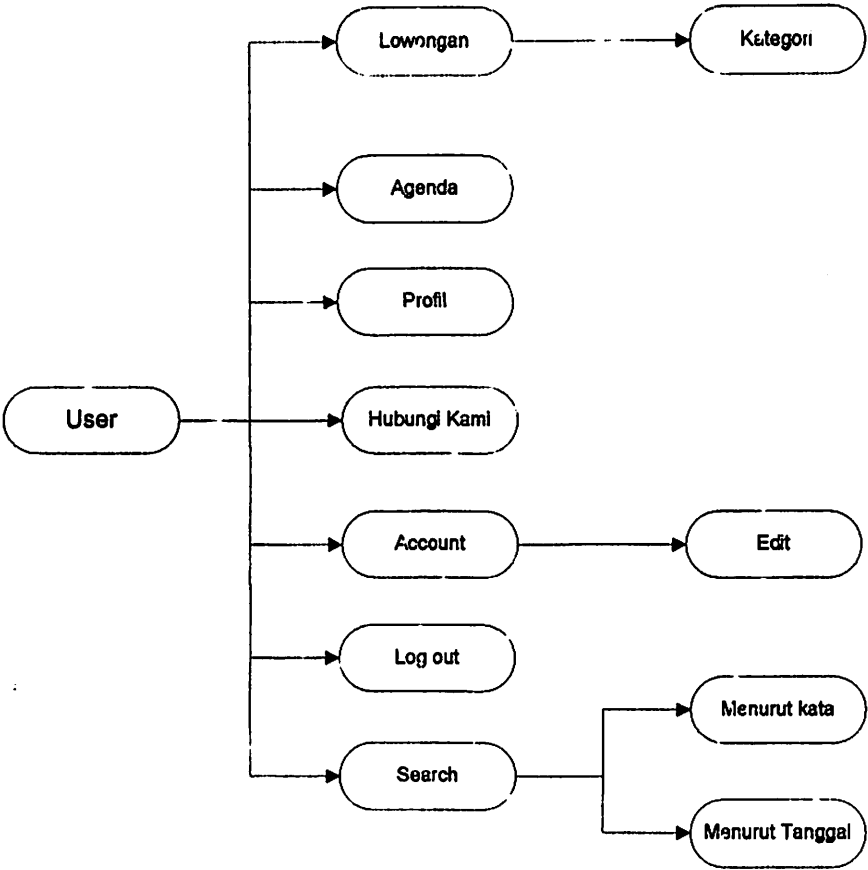 Lowongan
Kategori
Agenda
Profil
User
Hubungi Kami
Account
Edit
Log out
Menurut kata
Search
Menurut Tanggal